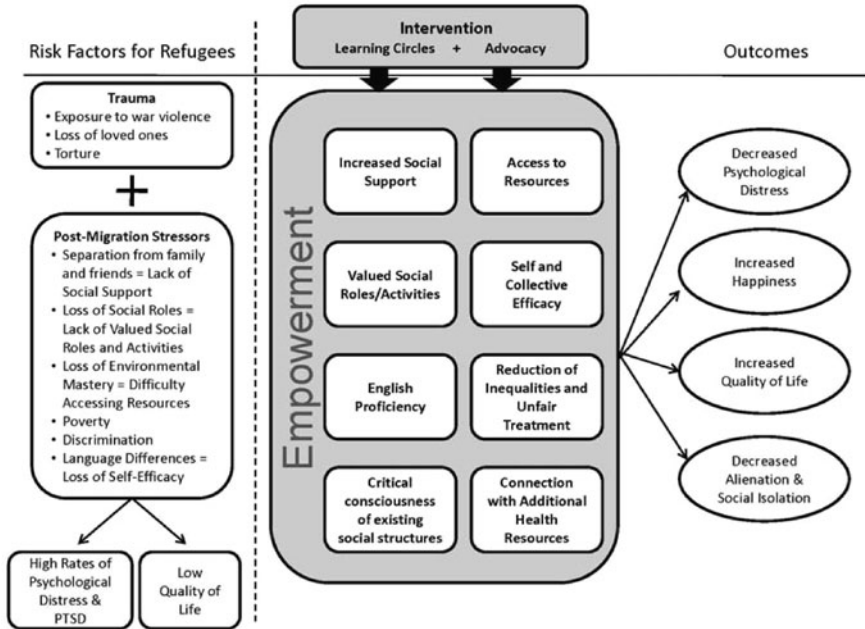 Risk Factors for Refugees
Trauma
• Exposure to war violence
• Loss of loved ones
• Torture
+
Post-Migration Stressors
• Separation from family
and friends = Lack of
Social Support
• Loss of Social Roles =
Lack of Valued Social
Roles and Activities
• Loss of Environmental
Mastery = Difficulty
Accessing Resources
• Poverty
• Discrimination
• Language Differences =
Loss of Self-Efficacy
High Rates of
Psychological
Distress &
PTSD
Low
Quality of
Life
Intervention
Learning Circles + Advocacy
Empowerment
Increased Social
Support
Access to
Resources
Valued Social
Roles/Activities
Self and
Collective
Efficacy
English
Proficiency
Reduction of
Inequalities and
Unfair
Treatment
Critical
consciousness
of existing
social structures
Connection
with Additional
Health
Resources
Outcomes
Decreased
Psychological
Distress
Increased
Happiness
Increased
Quality of Life
Decreased
Alienation &
Social Isolation